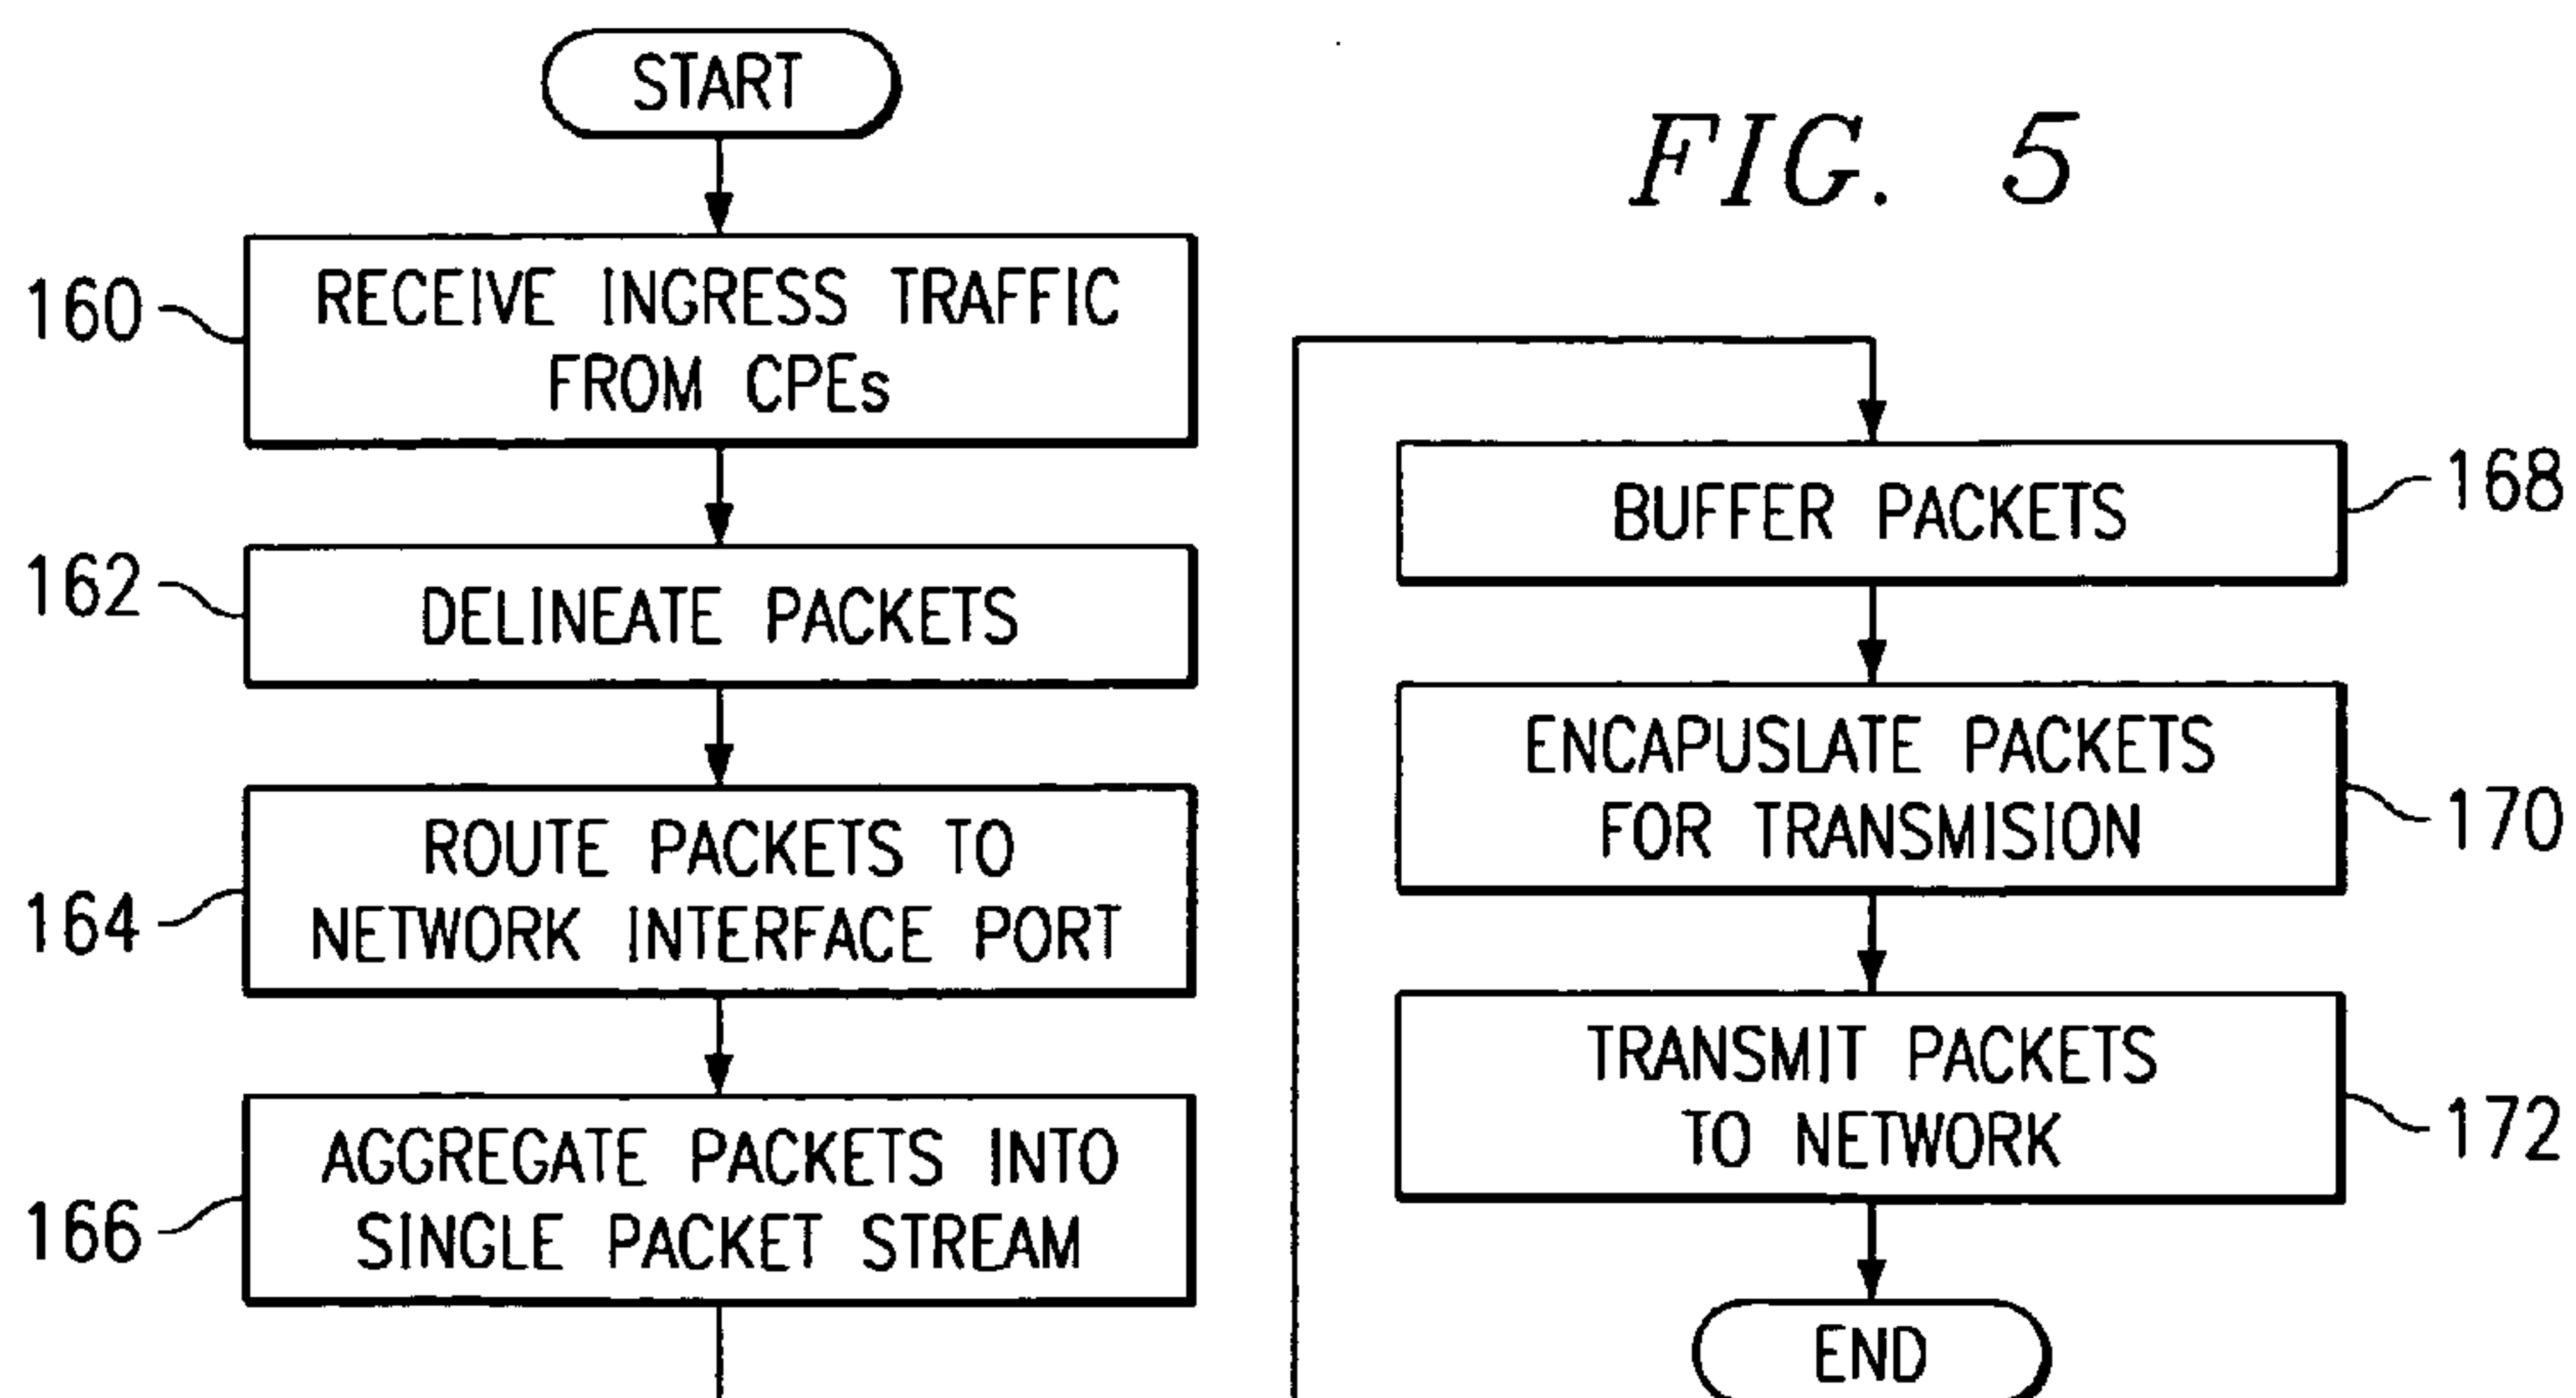 FIG. 5
START
160
RECEIVE INGRESS TRAFFIC
FROM CPEs
162
DELINEATE PACKETS
164
ROUTE PACKETS TO
NETWORK INTERFACE PORT
166
AGGREGATE PACKETS INTO
SINGLE PACKET STREAM
BUFFER PACKETS
168
ENCAPUSLATE PACKETS
FOR TRANSMISION
170
TRANSMIT PACKETS
TO NETWORK
172
END